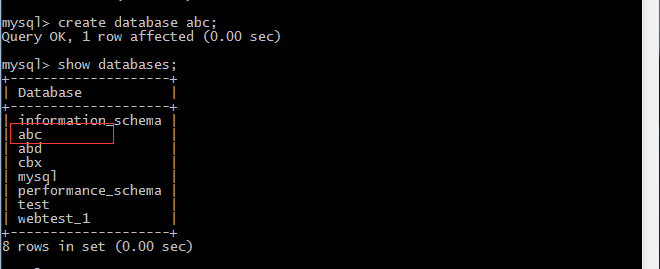 mysql> create database abc;
Query OK, 1 row affected (0.00 sec)
mysql> show databases;
+--------------------+
| Database           |
+--------------------+
| information_schema |
| abc                |
| abd                |
| cbx                |
| mysql              |
| performance_schema |
| test               |
| webtest_1          |
+--------------------+
8 rows in set (0.00 sec)